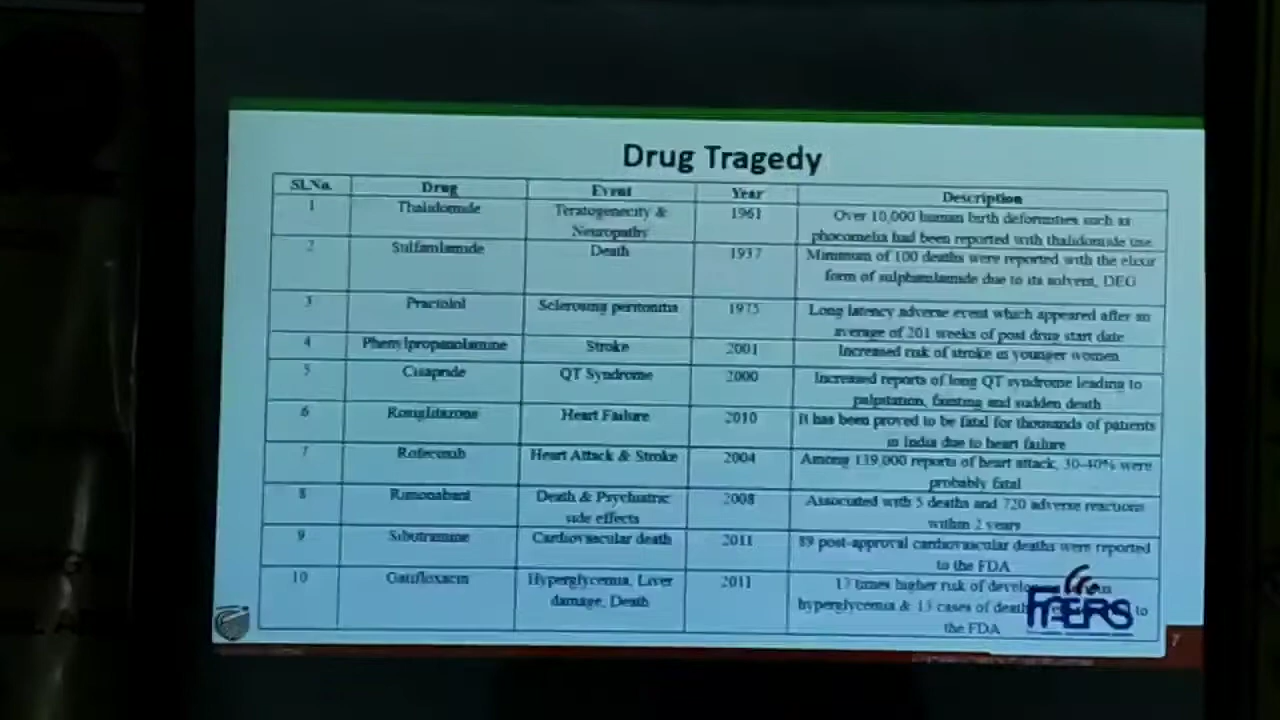 Drug Tragedy
Sl.No. Drug Event Year Description
1 Thalidomide Teratogenecity & Neuropathy 1961 Over 10,000 human birth deformities such as phocomelia had been reported with thalidomide use
2 Death 1937 Minimum of 100 deaths were reported with the elixir form of due to its solvent, DEG
3 Practolol Sclerosing peritonitis 1975 Long latency adverse event which appeared after an average of 201 weeks of post drug start date
4 Phenylpropanolamine Stroke 2001 Increased risk of stroke in younger women
5 Cisapride QT Syndrome 2000 Increased reports of long QT syndrome leading to palpitation, fainting and sudden death
6 Heart Failure 2010 It has been proved to be fatal for thousands of patients in India due to heart failure
7 Rofecoxib Heart Attack & Stroke 2004 Among 139,000 reports of heart attack, 30-40% were probably fatal
8 Rimonabant Death & Psychiatric side effects 2008 Associated with 5 deaths and 720 adverse reactions within 2 years
9 Sibutramine Cardiovascular death 2011 89 post-approval cardiovascular deaths were reported to the FDA
10 Gatifloxacin Hyperglycemia, Liver damage, Death 2011 17 times higher risk of hyperglycemia & 15 cases of death to the FDA
7